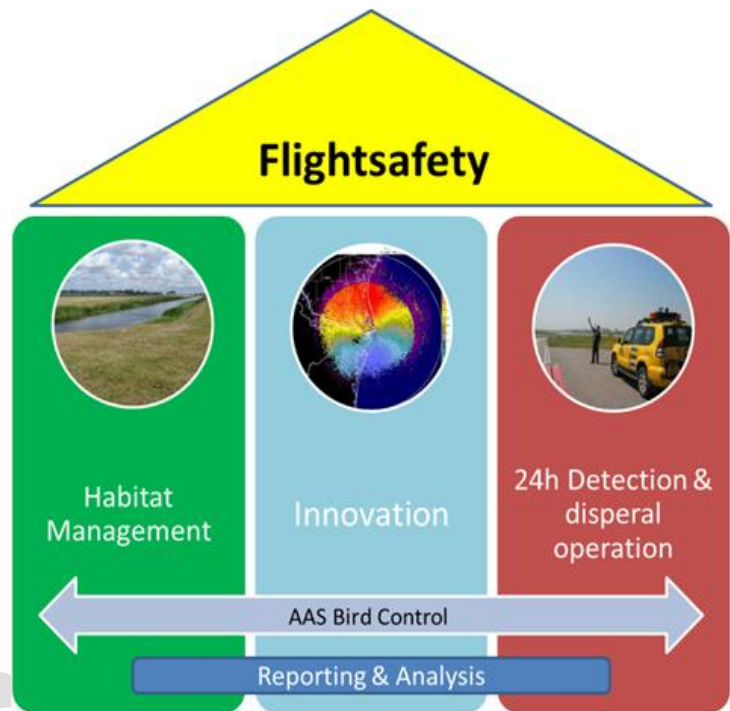 Flightsafety
Habitat
Management
Innovation
24h Detection &
disperal
operation
AAS Bird Control
Reporting & Analysis